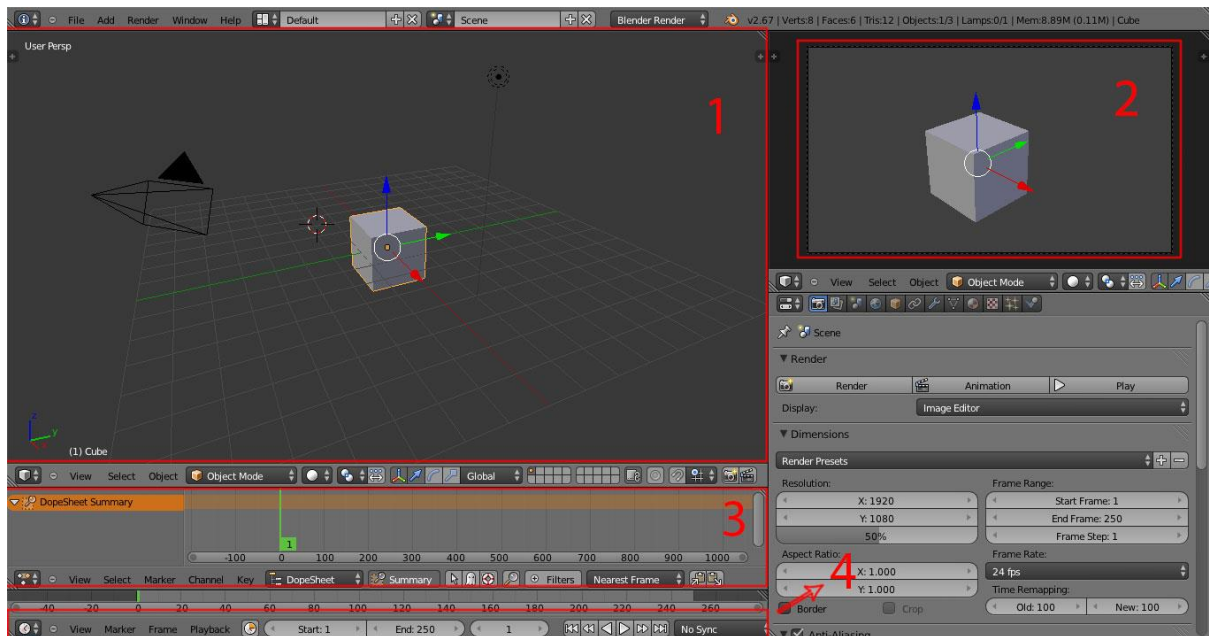 File Add Render Window Help Default Scene Blender Render v2.67 | Verts:8 | Faces:6 | Tris:12 | Objects:1/3 | Lamps:0/1 | Mem:8.89M (0.11M) | Cube
User Persp
1
z
y
(1) Cube
View Select Object Object Mode Global
DopeSheet Summary
3
1
-100 0 100 200 300 400 500 600 700 800 900 1000
View Select Marker Channel Key DopeSheet Summary Filters Nearest Frame
-40 -20 0 20 40 60 80 100 120 140 160 180 200 220 240 260
View Marker Frame Playback Start: 1 End: 250 1 No Sync
2
View Select Object Object Mode
Scene
Render
Render Animation Play
Display: Image Editor
Dimensions
Render Presets
Resolution: Frame Range:
X: 1920 Start Frame: 1
Y: 1080 End Frame: 250
50% Frame Step: 1
Aspect Ratio: Frame Rate:
X: 1.000 24 fps
4
Y: 1.000 Time Remapping:
Border Crop Old: 100 New: 100
Anti-Aliasing